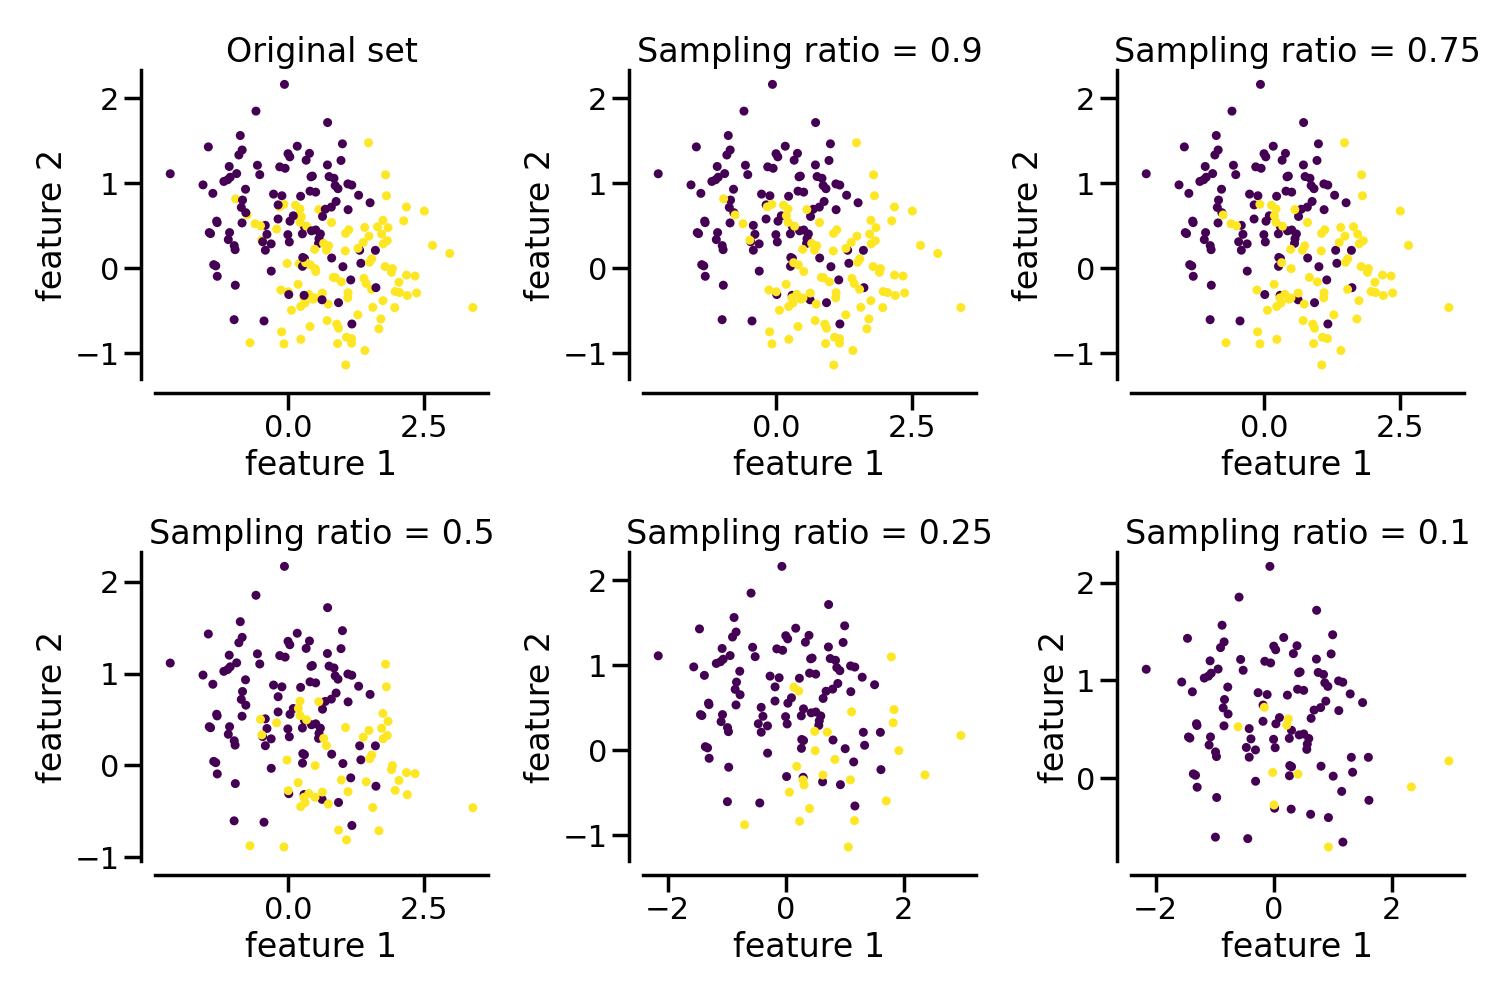 Original set
Sampling ratio = 0.9
Sampling ratio = 0.75
2
1
0
−1
feature 2
0.0
2.5
feature 1
2
1
0
−1
feature 2
0.0
2.5
feature 1
2
1
0
−1
feature 2
0.0
2.5
feature 1
Sampling ratio = 0.5
Sampling ratio = 0.25
Sampling ratio = 0.1
2
1
0
−1
feature 2
0.0
2.5
feature 1
2
1
0
−1
feature 2
−2
0
2
feature 1
2
1
0
feature 2
−2
0
2
feature 1